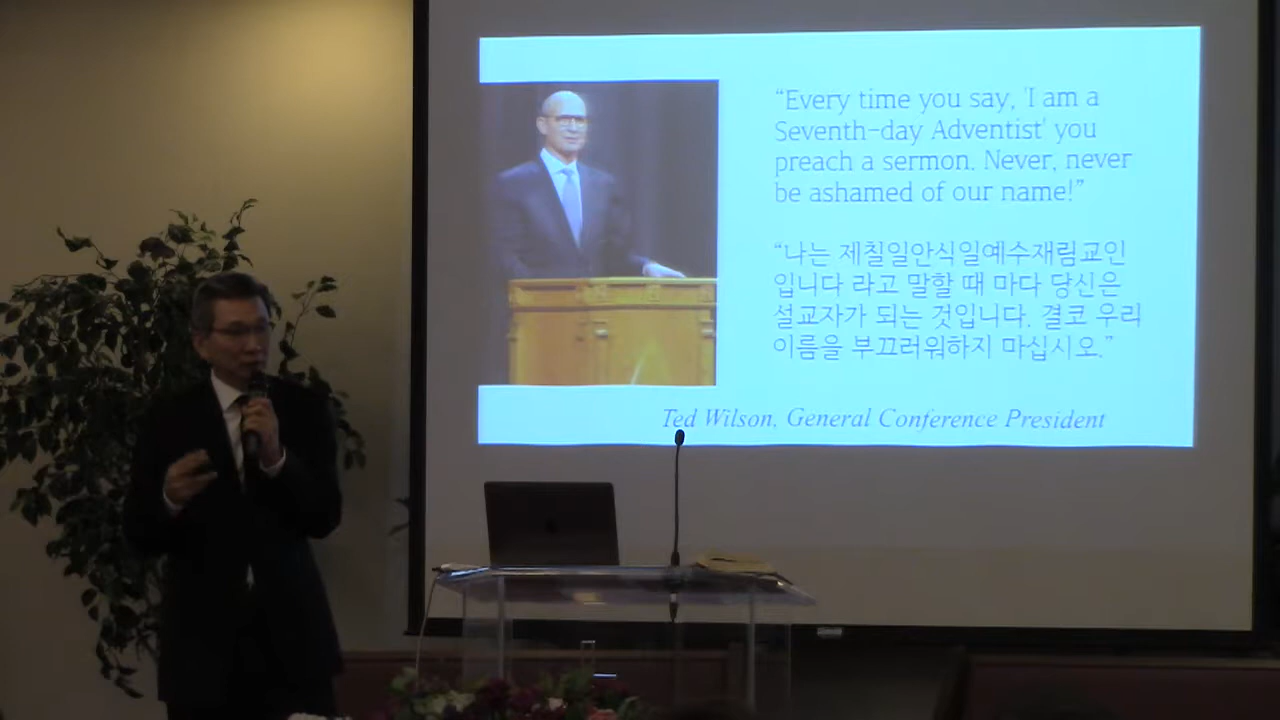 “Every time you say, 'I am a
Seventh-day Adventist' you
preach a sermon. Never, never
be ashamed of our name!”
“나는 제칠일안식일예수재림교인
입니다 라고 말할 때 마다 당신은
설교자가 되는 것입니다. 결코 우리
이름을 부끄러워하지 마십시오.”
Ted Wilson, General Conference President